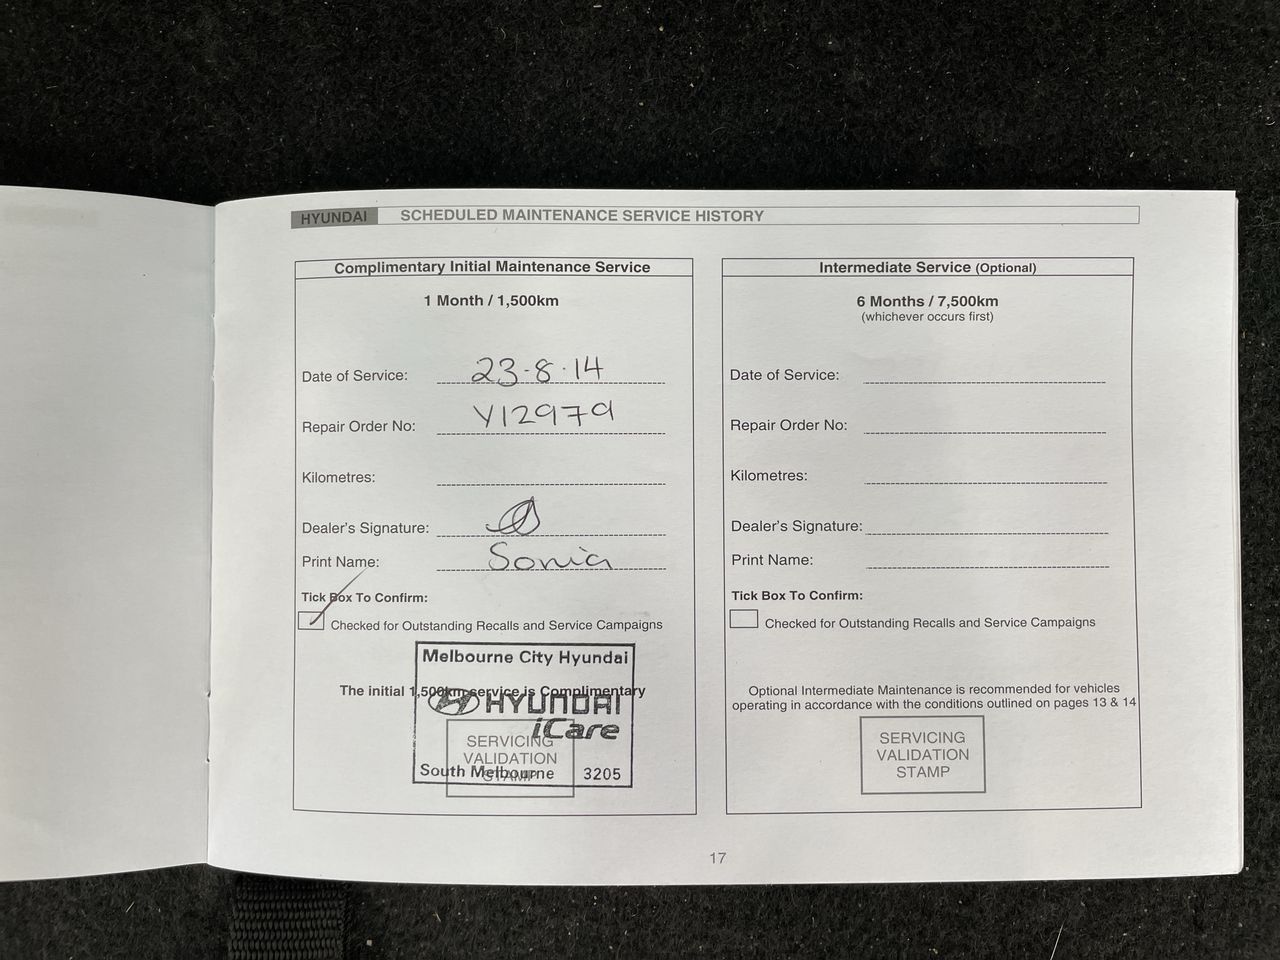 HYUNDAI SCHEDULED MAINTENANCE SERVICE HISTORY
Complimentary Initial Maintenance Service
1 Month / 1,500km
Date of Service: 23-8-14
Repair Order No: Y12979
Kilometres:
Dealer's Signature:
Print Name: Sonia
Tick Box To Confirm:
Checked for Outstanding Recalls and Service Campaigns
Melbourne City Hyundai
The initial 1,500km service is Complimentary
HYUNDAI
iCare
SERVICING
VALIDATION
STAMP
South Melbourne 3205
Intermediate Service (Optional)
6 Months / 7,500km
(whichever occurs first)
Date of Service:
Repair Order No:
Kilometres:
Dealer's Signature:
Print Name:
Tick Box To Confirm:
Checked for Outstanding Recalls and Service Campaigns
Optional Intermediate Maintenance is recommended for vehicles
operating in accordance with the conditions outlined on pages 13 & 14
SERVICING
VALIDATION
STAMP
17